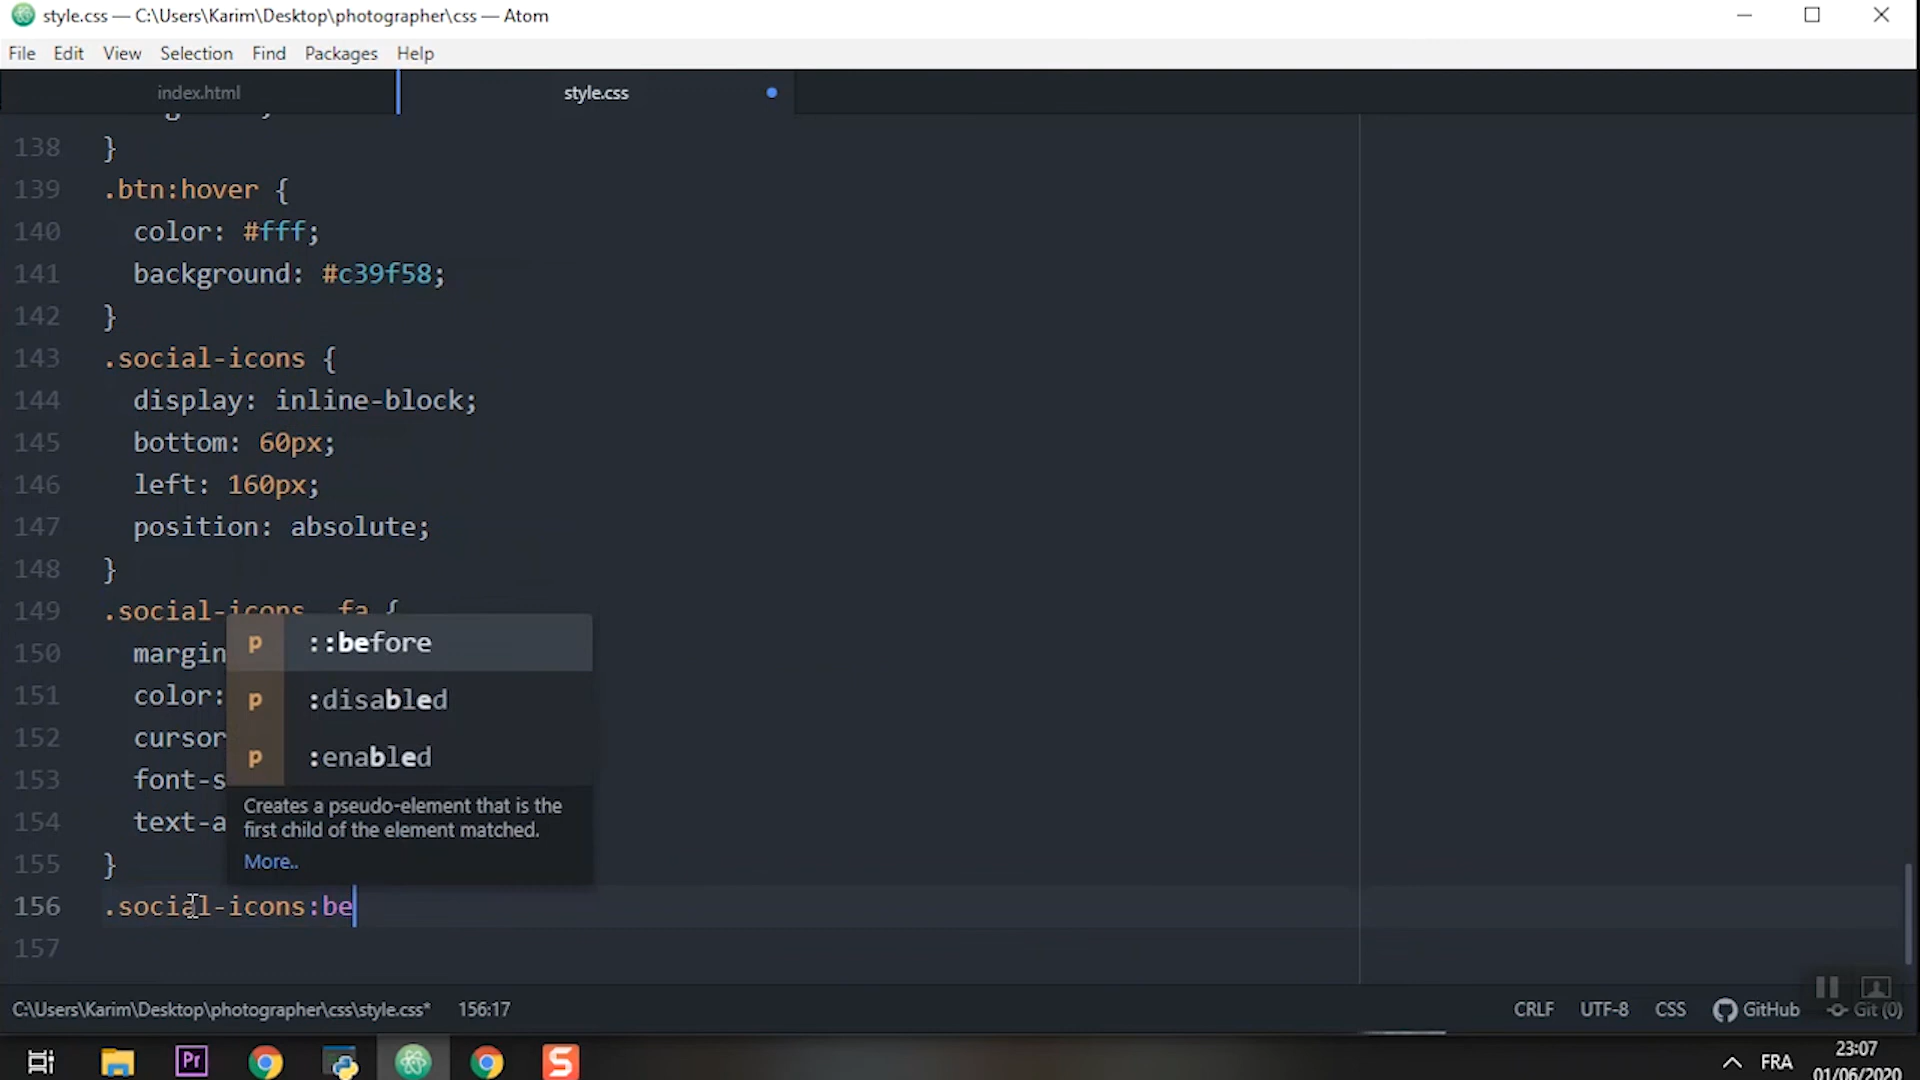 style.css — C:\Users\Karim\Desktop\photographer\css — Atom
File Edit View Selection Find Packages Help
index.html style.css
138 }
139 .btn:hover {
140 color: #fff;
141 background: #c39f58;
142 }
143 .social-icons {
144 display: inline-block;
145 bottom: 60px;
146 left: 160px;
147 position: absolute;
148 }
149 .social-icons .fa {
150 margin
151 color:
152 cursor
153 font-s
154 text-a
155 }
p ::before
p :disabled
p :enabled
Creates a pseudo-element that is the
first child of the element matched.
More..
156 .social-icons:be
157
C:\Users\Karim\Desktop\photographer\css\style.css* 156:17 CRLF UTF-8 CSS GitHub Git (0)
Pr S FRA 23:07
01/06/2020